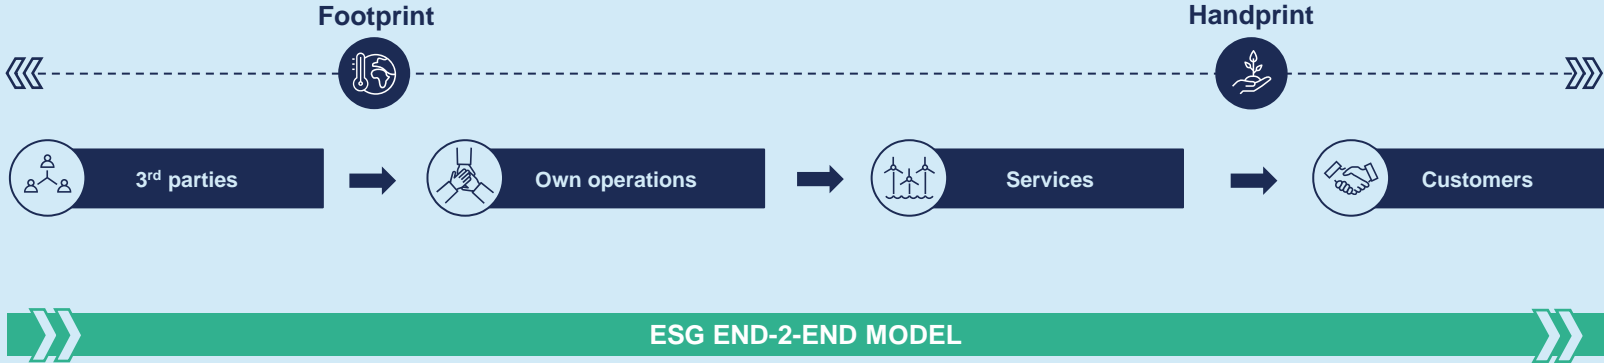 Footprint
Handprint
3rd parties
Own operations
Services
Customers
ESG END-2-END MODEL